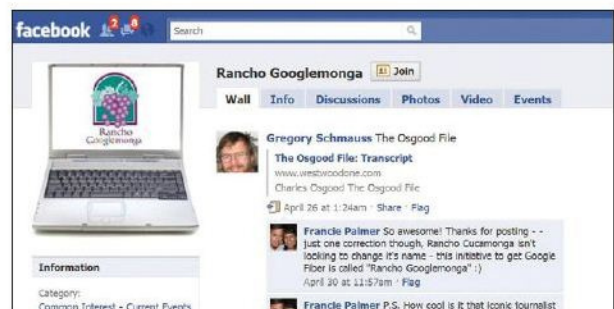 facebook 2 8 Search
Rancho Googlemonga Join
Wall Info Discussions Photos Video Events
Rancho
Googlemonga
Gregory Schmauss The Osgood File
The Osgood File: Transcript
www.westwoodone.com
Charles Osgood The Osgood File
April 26 at 1:24am · Share · Flag
Francie Palmer So awesome! Thanks for posting - -
just one correction though, Rancho Cucamonga isn't
looking to change it's name - this initiative to get Google
Fiber is called "Rancho Googlemonga" :)
April 30 at 11:57am · Flag
Information
Category:
Common Interest - Current Events
Francie Palmer P.S. How cool is it that iconic journalist